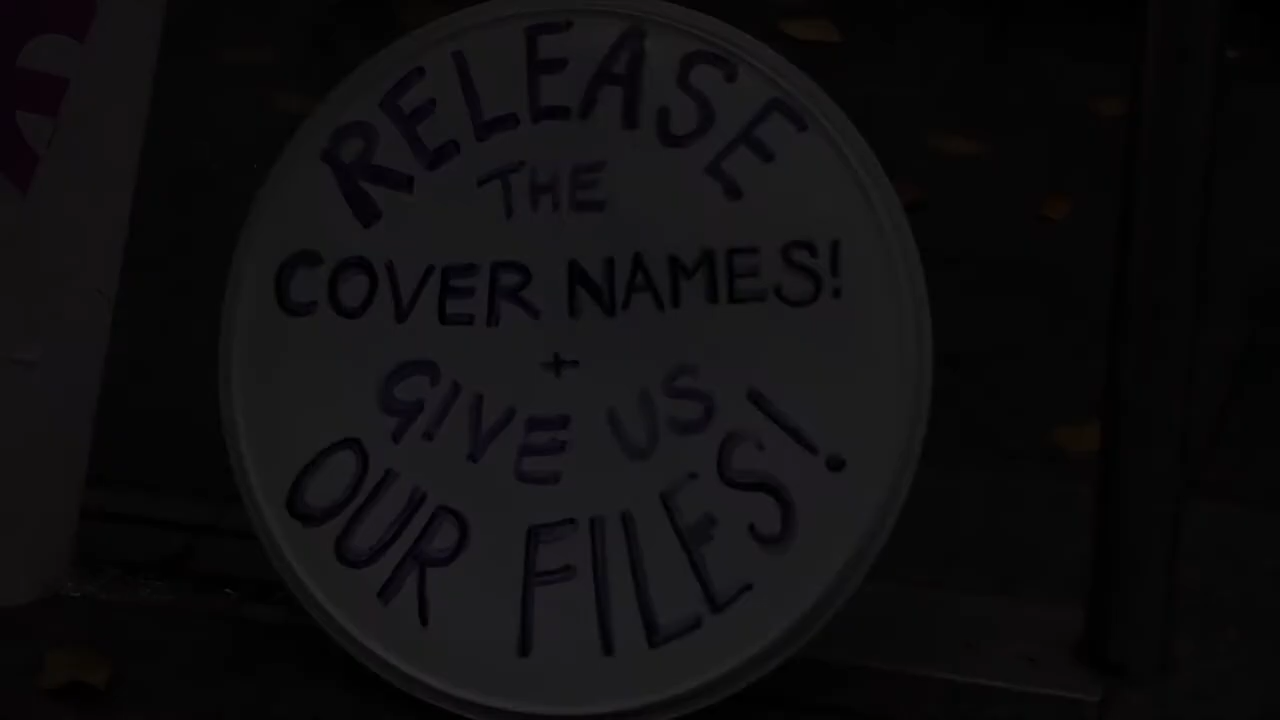 RELEASE
THE
COVER NAMES!
+
GIVE US
OUR FILES!